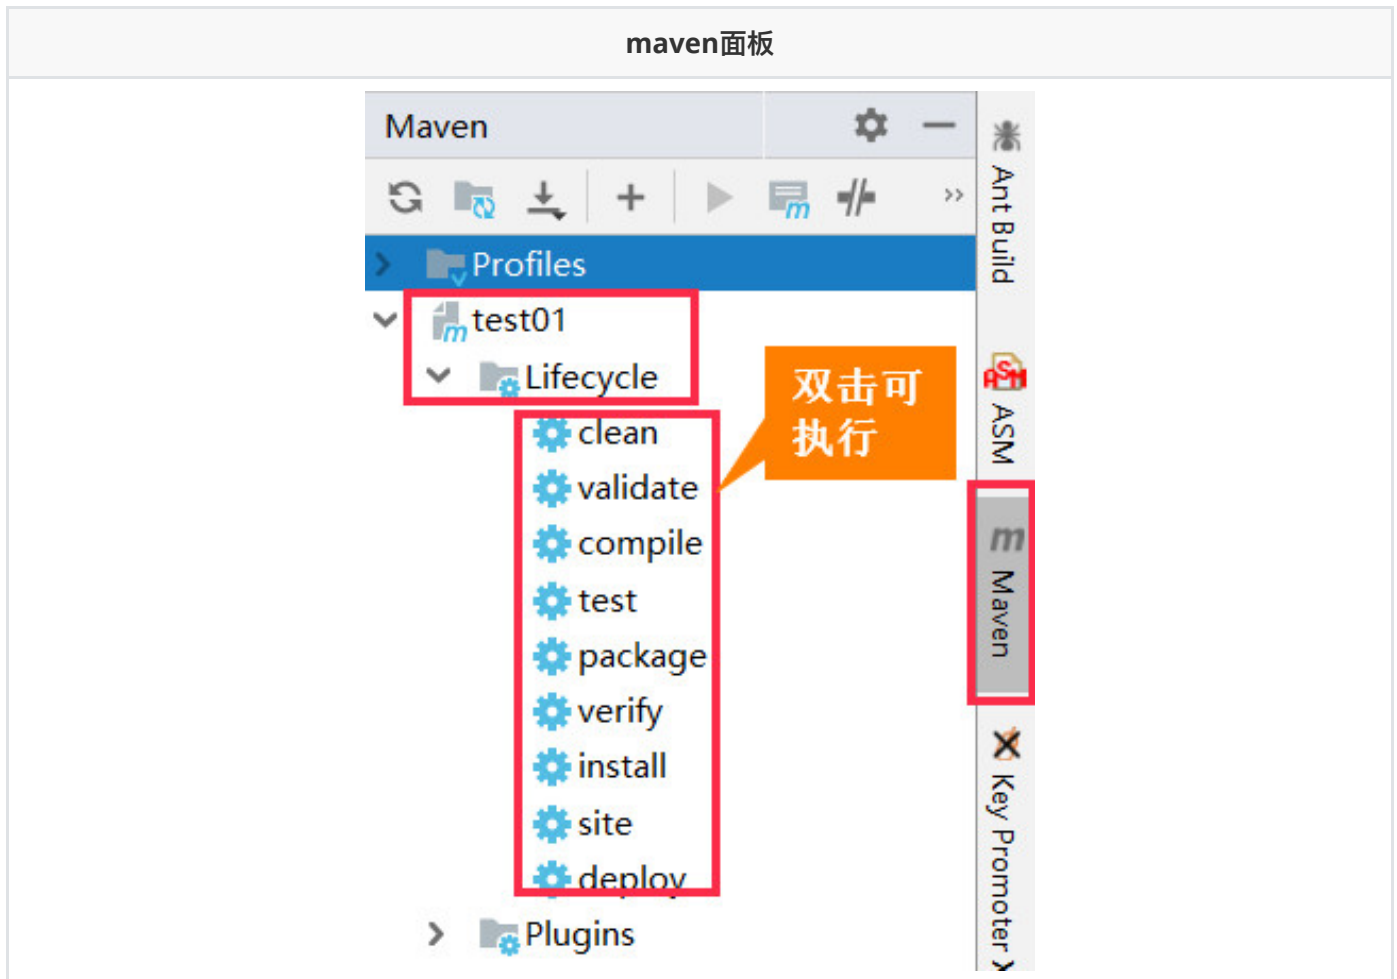 maven面板
Maven
Profiles
test01
Lifecycle
双击可
执行
clean
validate
compile
test
package
verify
install
site
deploy
Plugins
Ant Build
ASM
ASM
m
Maven
Key Promoter X